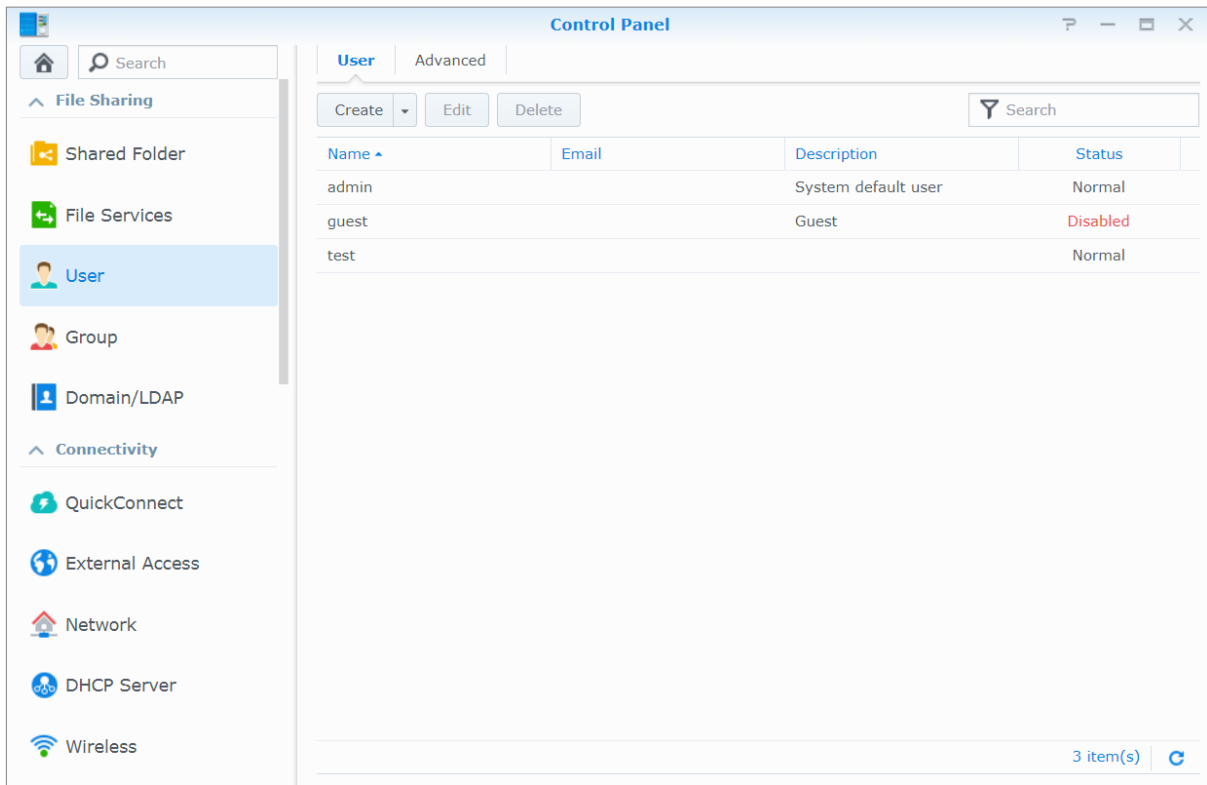 Control Panel
Search
File Sharing
Shared Folder
File Services
User
Group
Domain/LDAP
Connectivity
QuickConnect
External Access
Network
DHCP Server
Wireless
User Advanced
Create Edit Delete Search
Name Email Description Status
admin System default user Normal
guest Guest Disabled
test Normal
3 item(s)